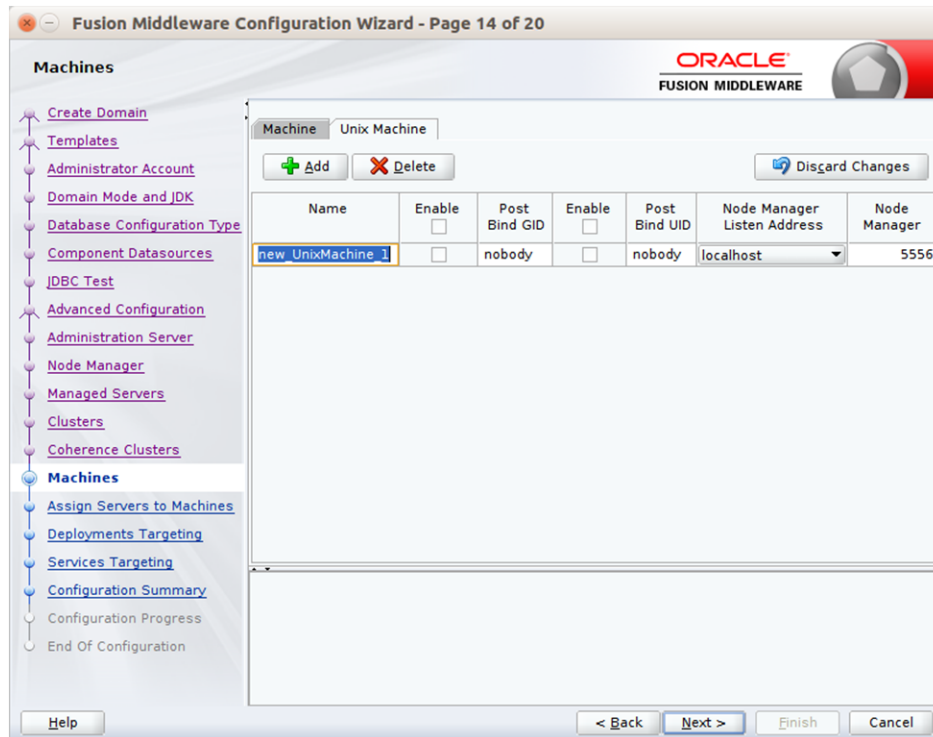 Fusion Middleware Configuration Wizard - Page 14 of 20
Machines
ORACLE
FUSION MIDDLEWARE
Create Domain
Templates
Administrator Account
Domain Mode and JDK
Database Configuration Type
Component Datasources
JDBC Test
Advanced Configuration
Administration Server
Node Manager
Managed Servers
Clusters
Coherence Clusters
Machines
Assign Servers to Machines
Deployments Targeting
Services Targeting
Configuration Summary
Configuration Progress
End Of Configuration
Machine Unix Machine
Add Delete Discard Changes
Name Enable Post Bind GID Enable Post Bind UID Node Manager Listen Address Node Manager
new_UnixMachine_1 nobody nobody localhost 5556
Help < Back Next > Finish Cancel